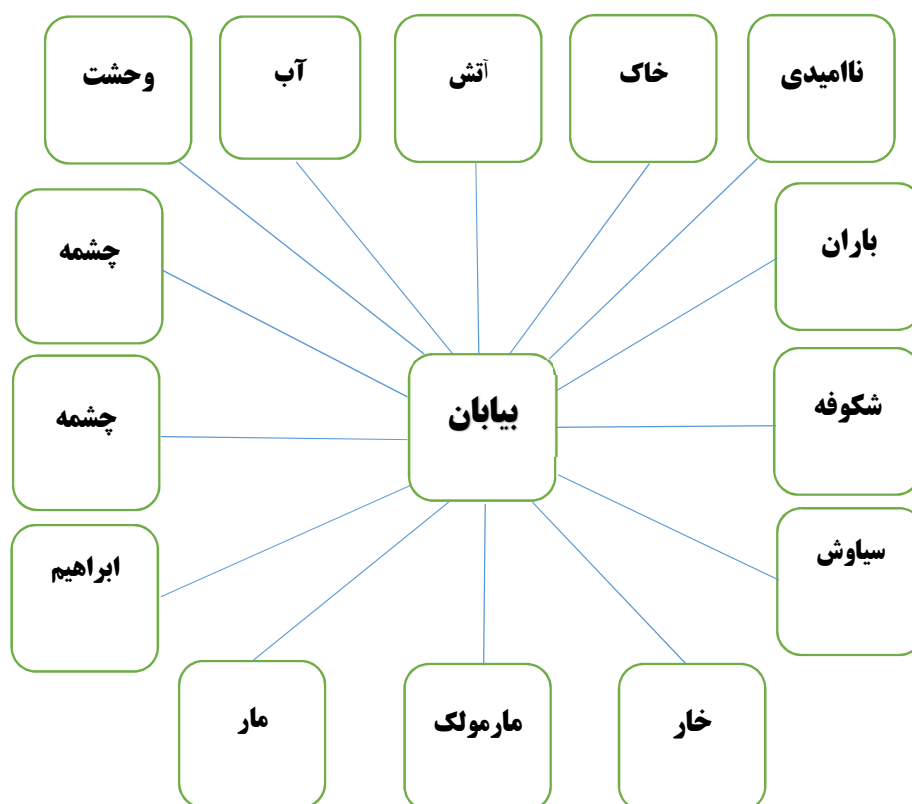 ناامیدی
خاک
آتش
آب
وحشت
باران
چشمه
شکوفه
بیابان
چشمه
سیاوش
ابراهیم
خار
مارمولک
مار